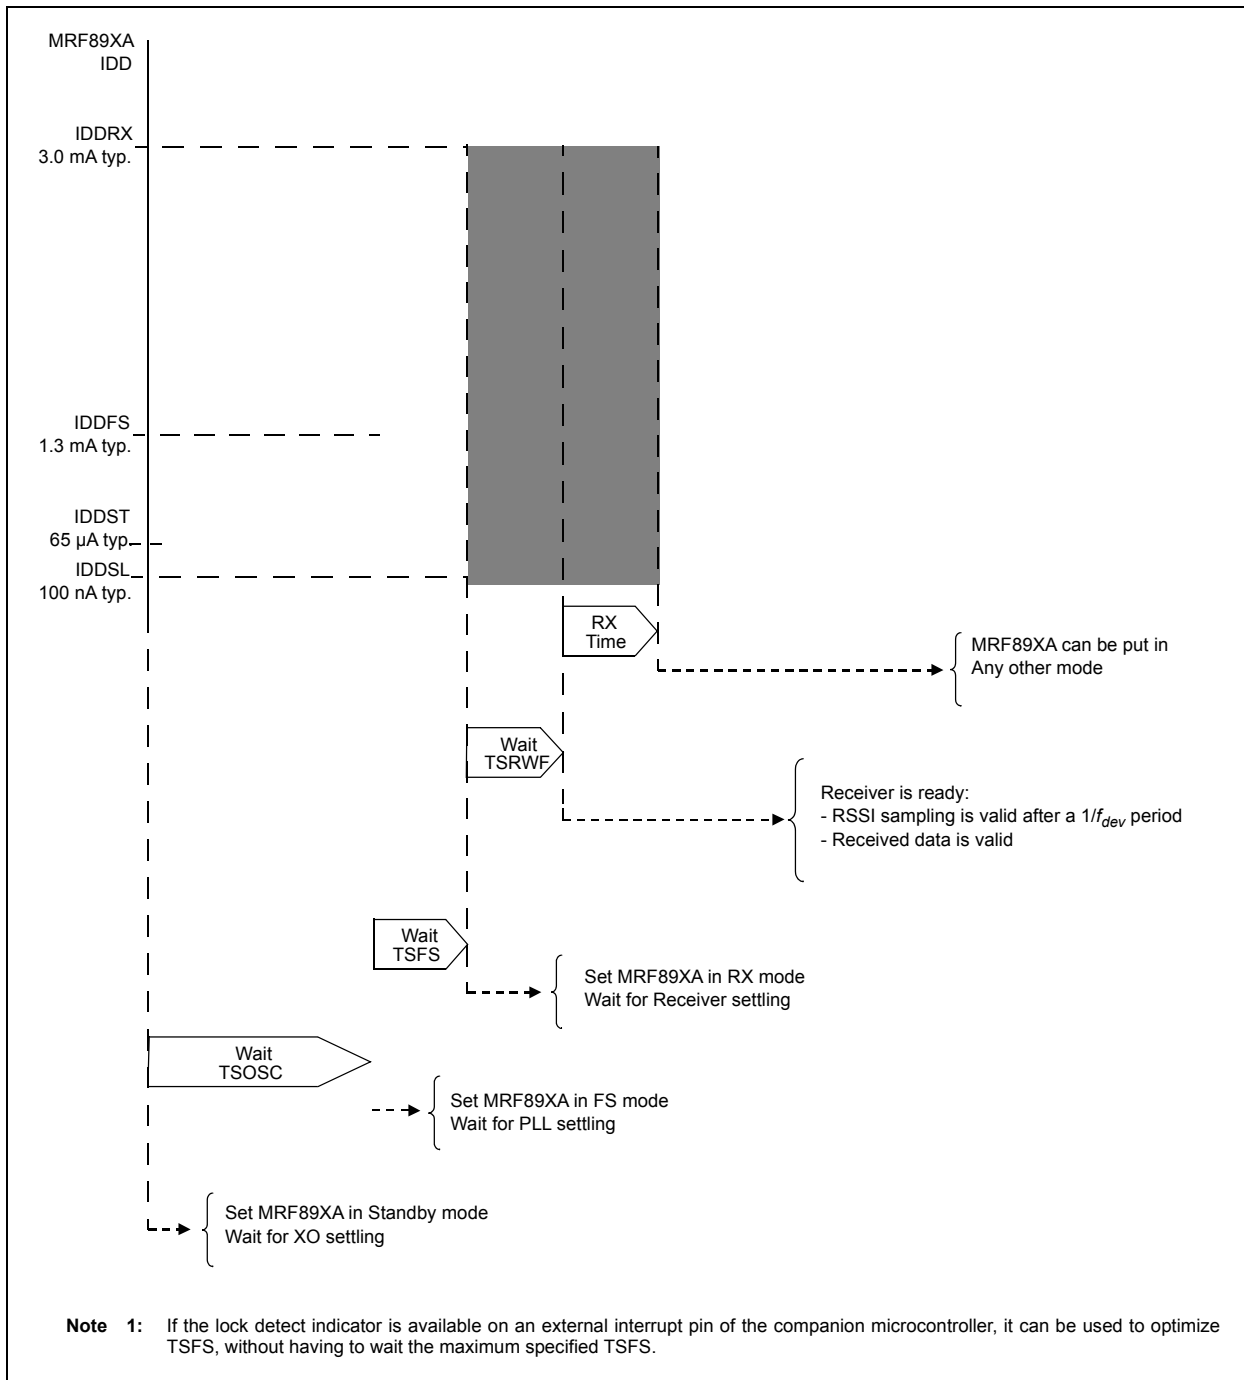 MRF89XA
IDD
IDDRX
3.0 mA typ.
IDDFS
1.3 mA typ.
IDDST
65 µA typ.
IDDSL
100 nA typ.
RX
Time
MRF89XA can be put in
Any other mode
Wait
TSRWF
Receiver is ready:
- RSSI sampling is valid after a 1/fdev period
- Received data is valid
Wait
TSFS
Set MRF89XA in RX mode
Wait for Receiver settling
Wait
TSOSC
Set MRF89XA in FS mode
Wait for PLL settling
Set MRF89XA in Standby mode
Wait for XO settling
Note 1: If the lock detect indicator is available on an external interrupt pin of the companion microcontroller, it can be used to optimize
TSFS, without having to wait the maximum specified TSFS.